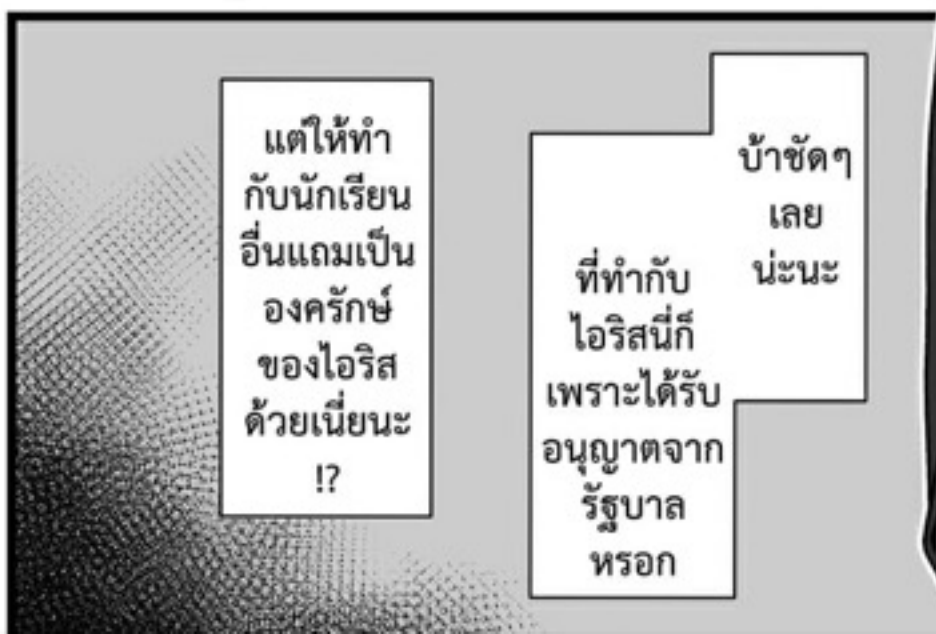 บ้าชัดๆ
เลย
น่ะนะ
ที่ทำกับ
ไอริสนี่ก็
เพราะได้รับ
อนุญาตจาก
รัฐบาล
หรอก
แต่ให้ทำ
กับนักเรียน
อื่นแถมเป็น
องครักษ์
ของไอริส
ด้วยเนี่ยนะ
!?